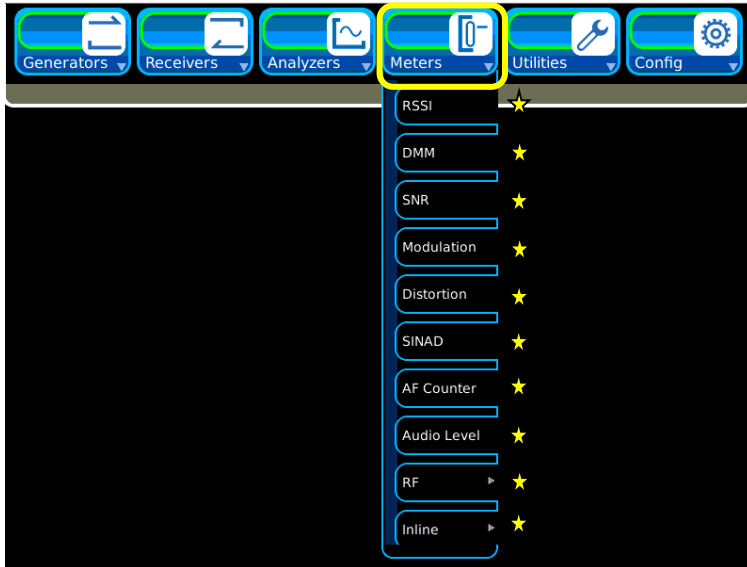 Generators Receivers Analyzers Meters Utilities Config
RSSI
DMM
SNR
Modulation
Distortion
SINAD
AF Counter
Audio Level
RF
Inline